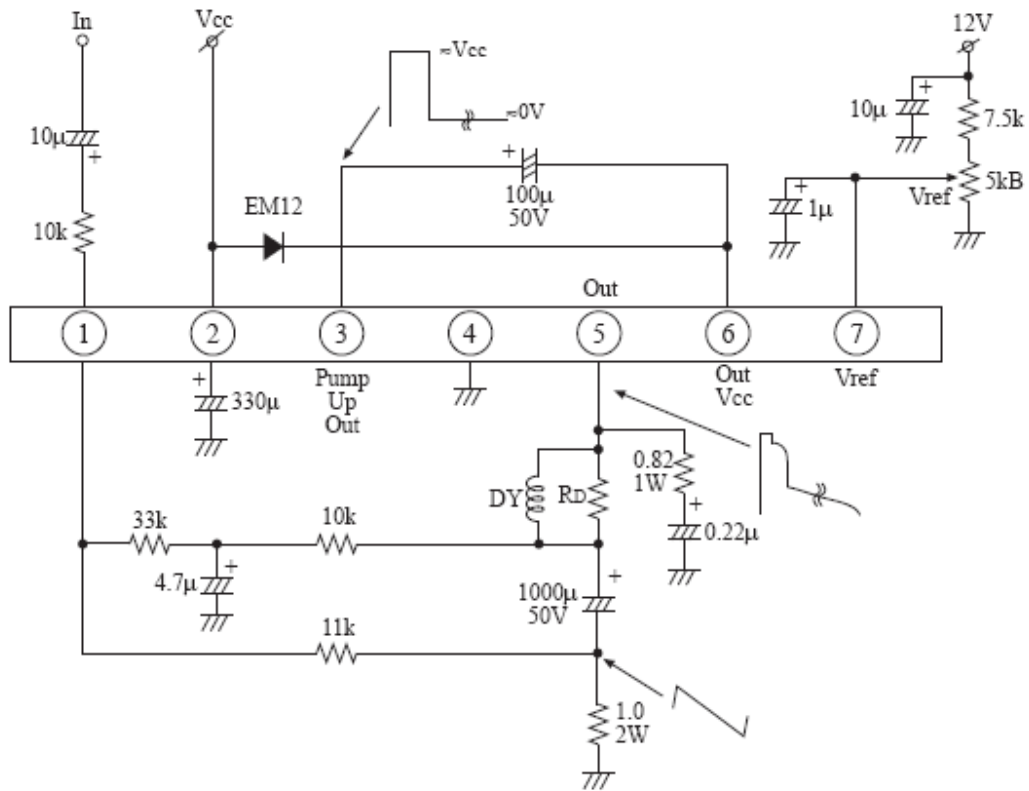 In
Vcc
≈Vcc
≈0V
12V
10μ
+
10k
EM12
+
100μ
50V
+
10μ
7.5k
+
1μ
Vref
5kB
Out
1
2
3
4
5
6
7
+
330μ
Pump
Up
Out
Out
Vcc
Vref
DY
RD
0.82
1W
+
0.22μ
33k
10k
+
4.7μ
+
1000μ
50V
11k
1.0
2W